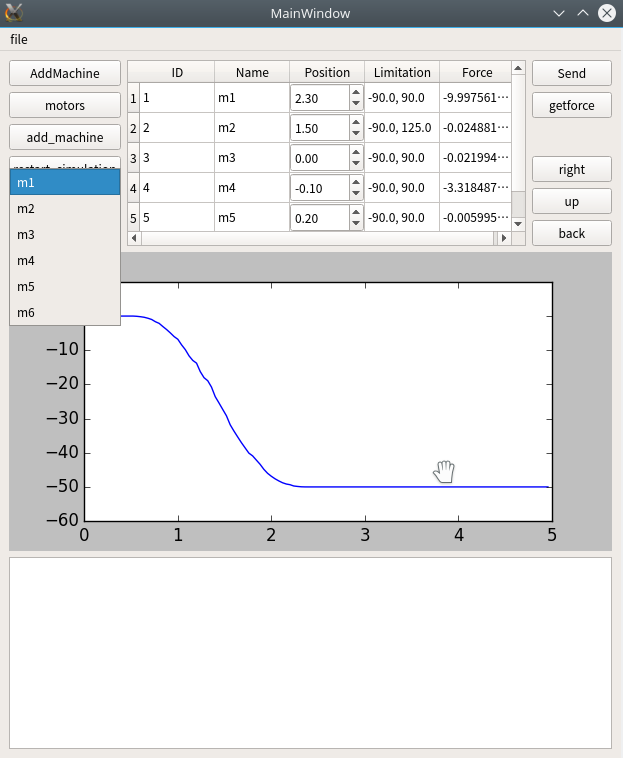 MainWindow
file
AddMachine
motors
add_machine
restart_simulation
m1
m2
m3
m4
m5
m6
ID Name Position Limitation Force
1 1 m1 2.30 -90.0, 90.0 -9.997561···
2 2 m2 1.50 -90.0, 125.0 -0.024881···
3 3 m3 0.00 -90.0, 90.0 -0.021994···
4 4 m4 -0.10 -90.0, 90.0 -3.318487···
5 5 m5 0.20 -90.0, 90.0 -0.005995···
Send
getforce
right
up
back
−10
−20
−30
−40
−50
−60
0 1 2 3 4 5